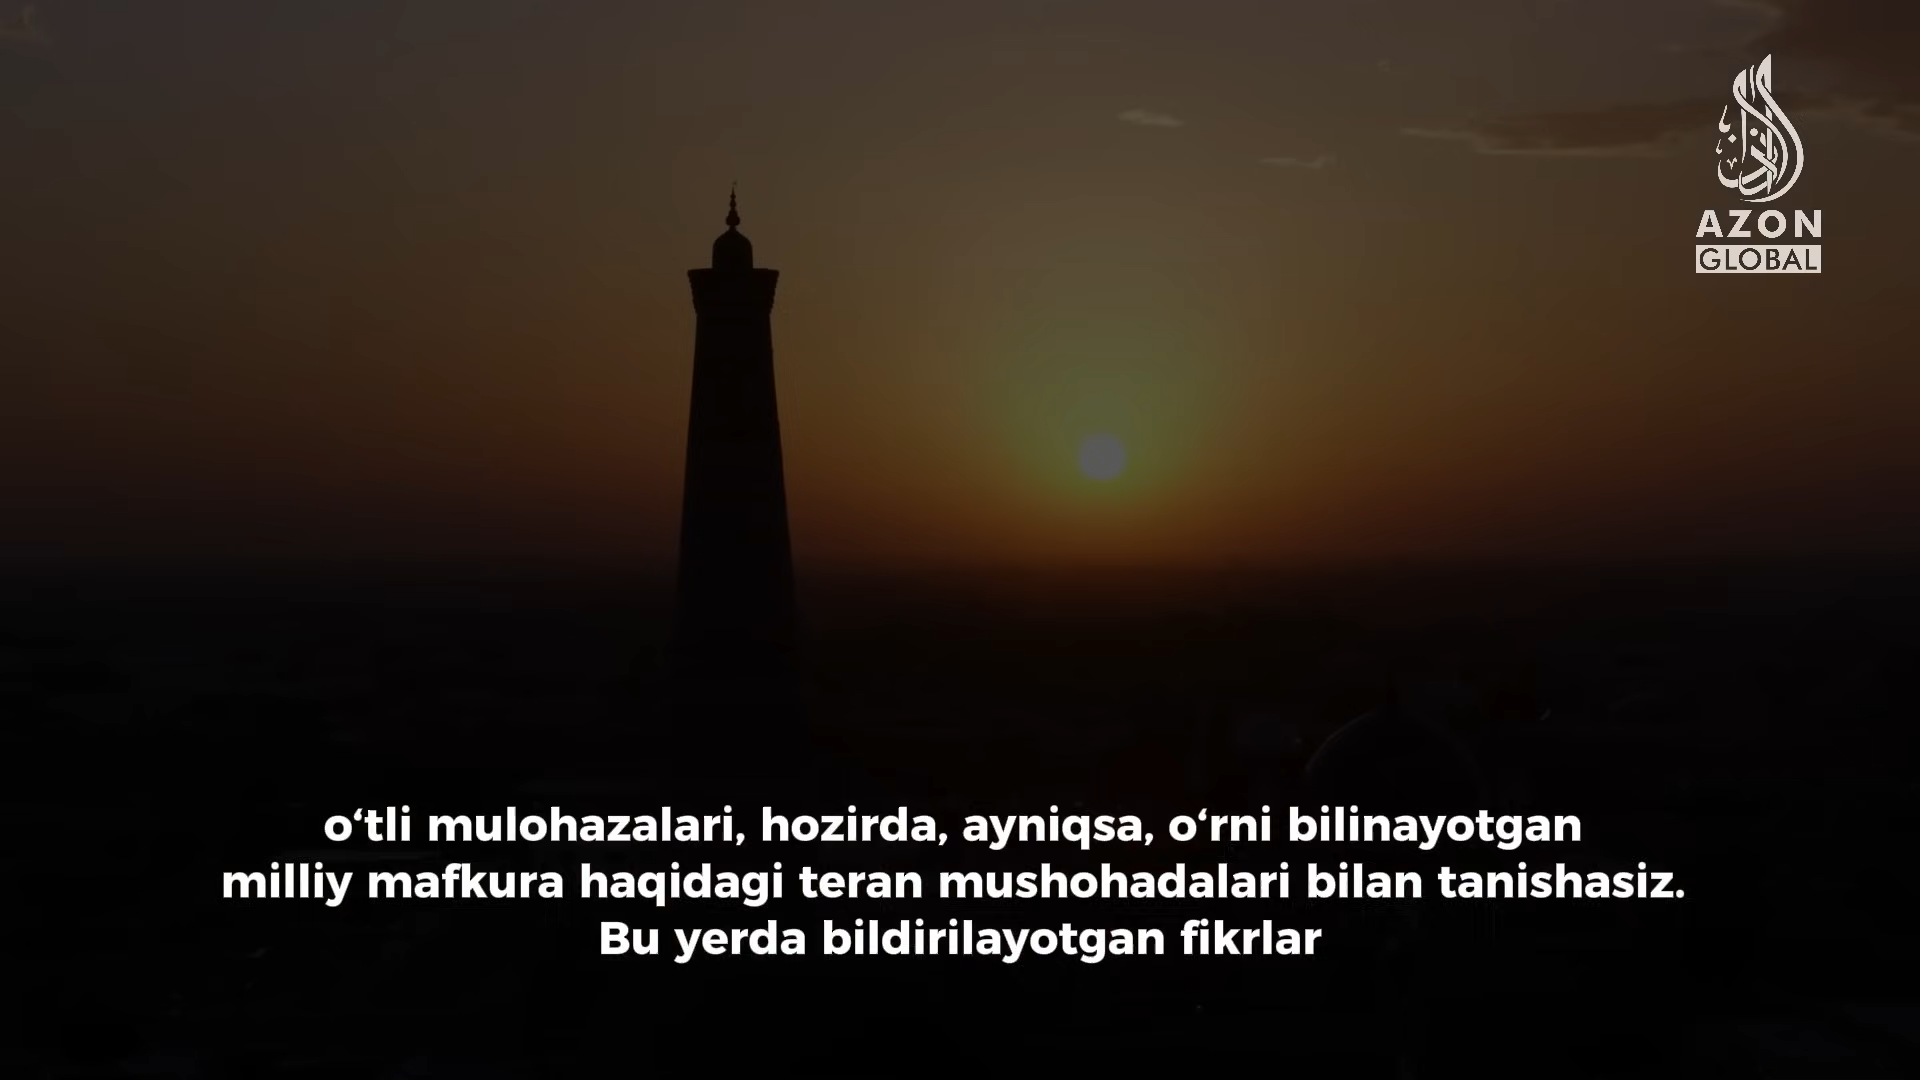 AZON
GLOBAL
o‘tli mulohazalari, hozirda, ayniqsa, o‘rni bilinayotgan
milliy mafkura haqidagi teran mushohadalari bilan tanishasiz.
Bu yerda bildirilayotgan fikrlar